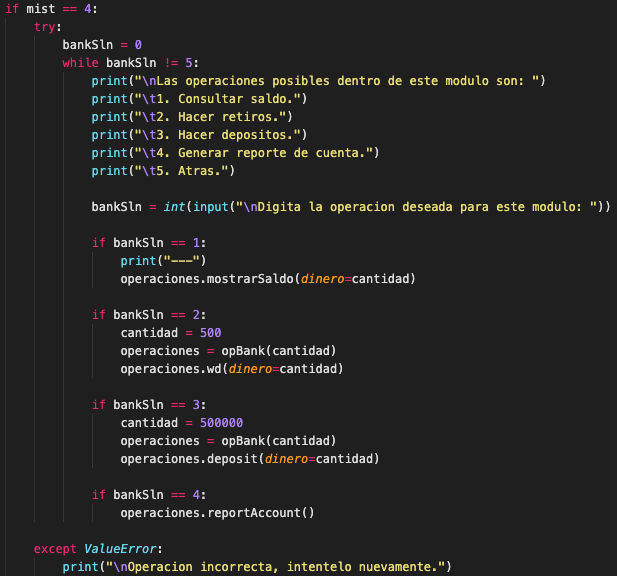 if mist == 4:
    try:
        bankSln = 0
        while bankSln != 5:
            print("\nLas operaciones posibles dentro de este modulo son: ")
            print("\t1. Consultar saldo.")
            print("\t2. Hacer retiros.")
            print("\t3. Hacer depositos.")
            print("\t4. Generar reporte de cuenta.")
            print("\t5. Atras.")

            bankSln = int(input("\nDigita la operacion deseada para este modulo: "))

            if bankSln == 1:
                print("---")
                operaciones.mostrarSaldo(dinero=cantidad)

            if bankSln == 2:
                cantidad = 500
                operaciones = opBank(cantidad)
                operaciones.wd(dinero=cantidad)

            if bankSln == 3:
                cantidad = 500000
                operaciones = opBank(cantidad)
                operaciones.deposit(dinero=cantidad)

            if bankSln == 4:
                operaciones.reportAccount()

    except ValueError:
        print("\nOperacion incorrecta, intentelo nuevamente.")